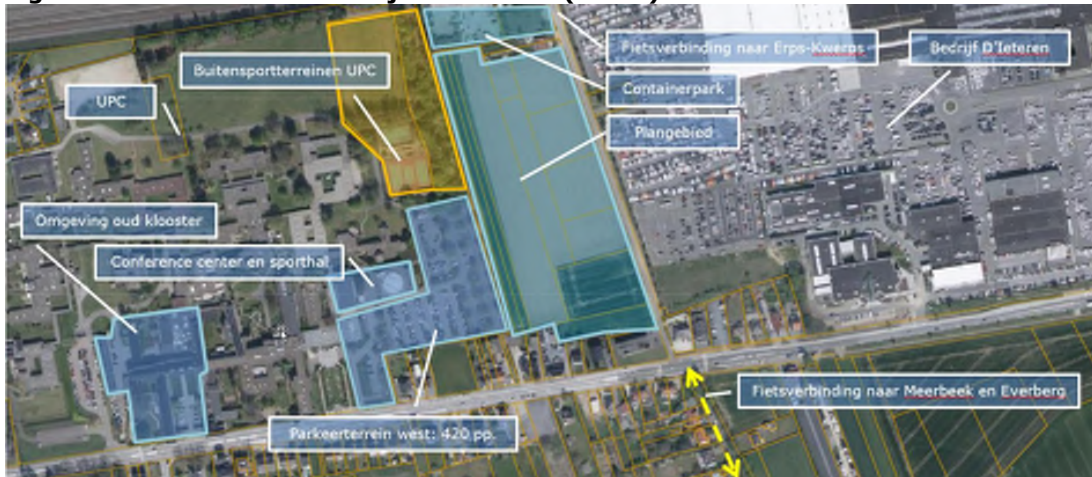 Fietsverbinding naar Erps-Kwerps
Bedrijf D'Ieteren
Buitensportterreinen UPC
Containerpark
UPC
Plangebied
Omgeving oud klooster
Conference center en sporthal
Fietsverbinding naar Meerbeek en Everberg
Parkeerterrein west: 420 pp.